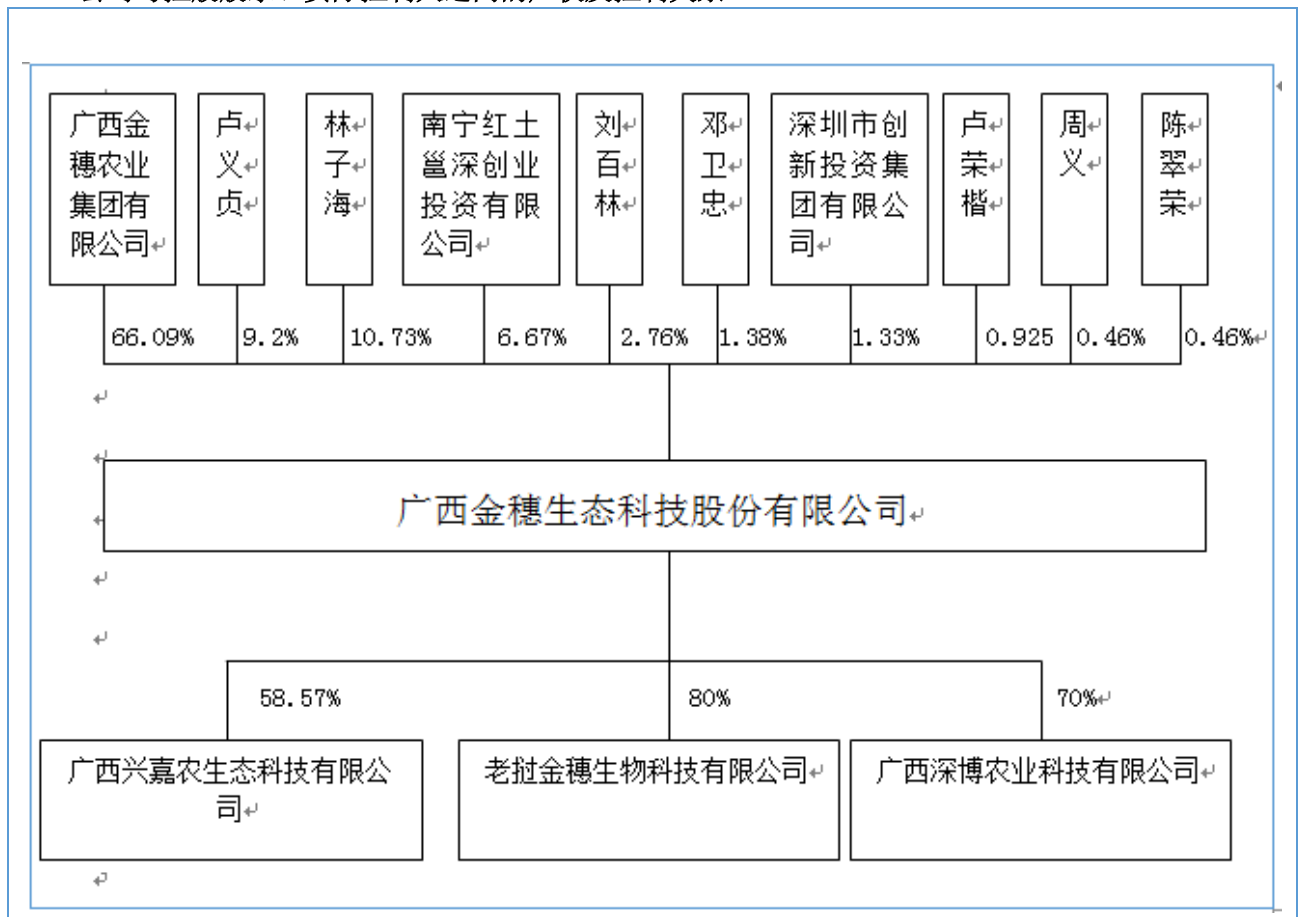 广西金
穗农业
集团有
限公司
卢
义
贞
林
子
海
南宁红土
邕深创业
投资有限
公司
刘
百
林
邓
卫
忠
深圳市创
新投资集
团有限公
司
卢
荣
楷
周
义
陈
翠
荣
66.09%
9.2%
10.73%
6.67%
2.76%
1.38%
1.33%
0.925
0.46%
0.46%
广西金穗生态科技股份有限公司
58.57%
80%
70%
广西兴嘉农生态科技有限公
司
老挝金穗生物科技有限公司
广西深博农业科技有限公司